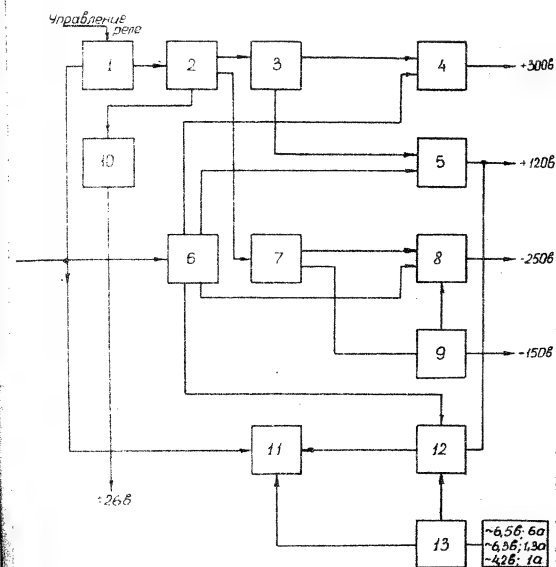 Управление
реле
1
2
3
4
+300в
10
5
+120в
6
7
8
-250в
9
-150в
11
12
-26в
13
~6,5в; 6а
~6,3в; 1,3а
~4,2в; 1а